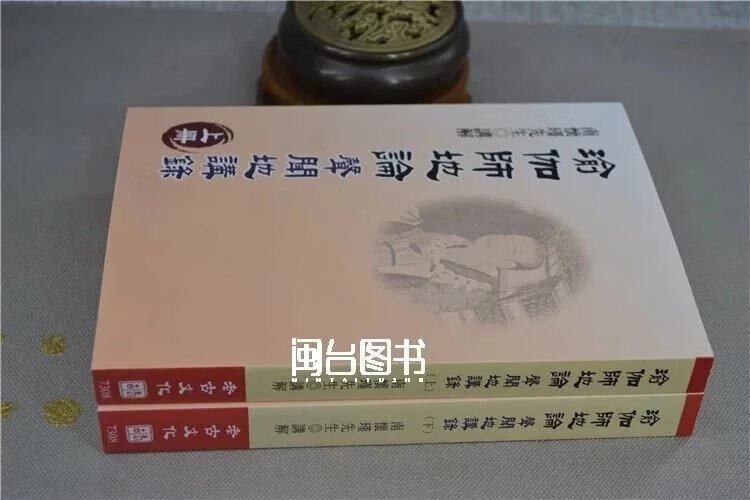 瑜伽師地論 聲聞地講錄
上冊
南懷瑾先生◎講解
闽台图书
瑜伽師地論 聲聞地講錄(上) 南懷瑾先生◎講解 老古文化 7308
瑜伽師地論 聲聞地講錄(下) 南懷瑾先生◎講解 老古文化 7308